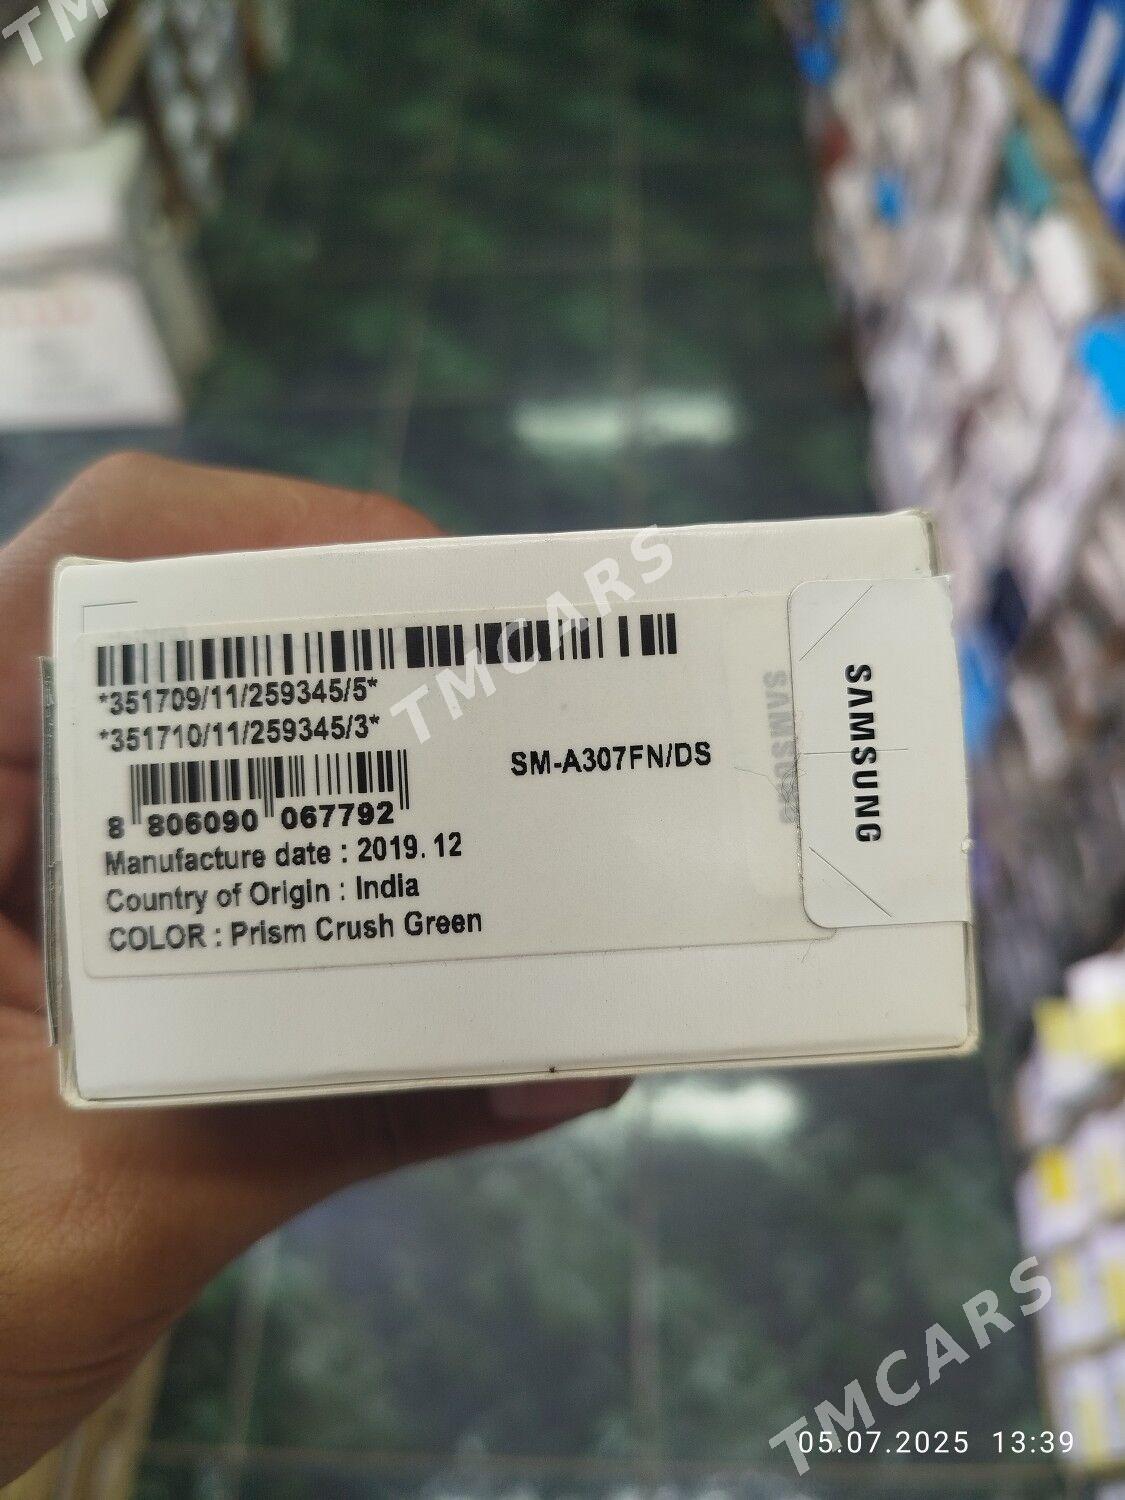 TM
*351709/11/259345/5*
*351710/11/259345/3*
8 806090 067792
SM-A307FN/DS
Manufacture date : 2019. 12
Country of Origin : India
COLOR : Prism Crush Green
SAMSUNG
SAMSUNG
TMCARS
TMCARS
05.07.2025 13:39